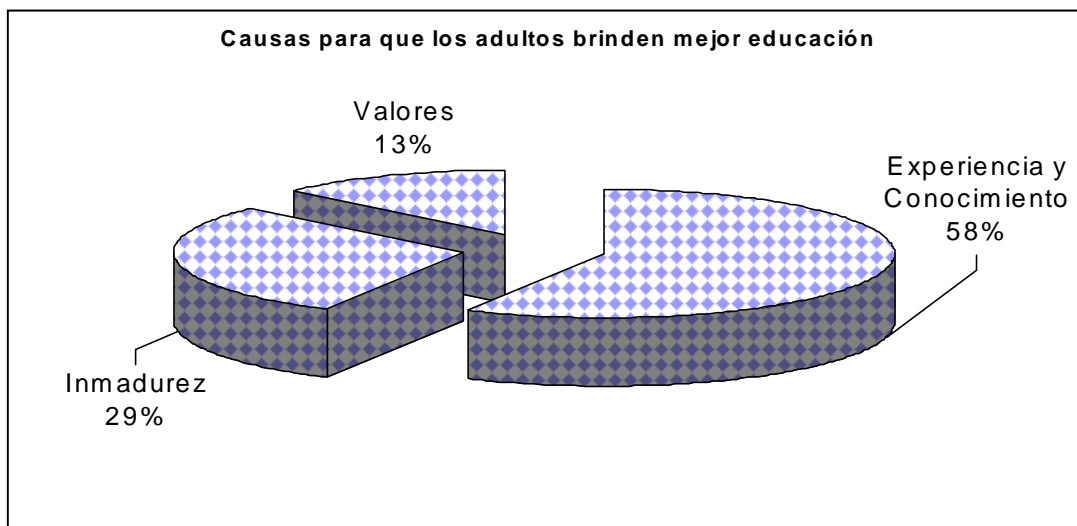 Causas para que los adultos brinden mejor educación
Valores
13%
Experiencia y
Conocimiento
58%
Inmadurez
29%